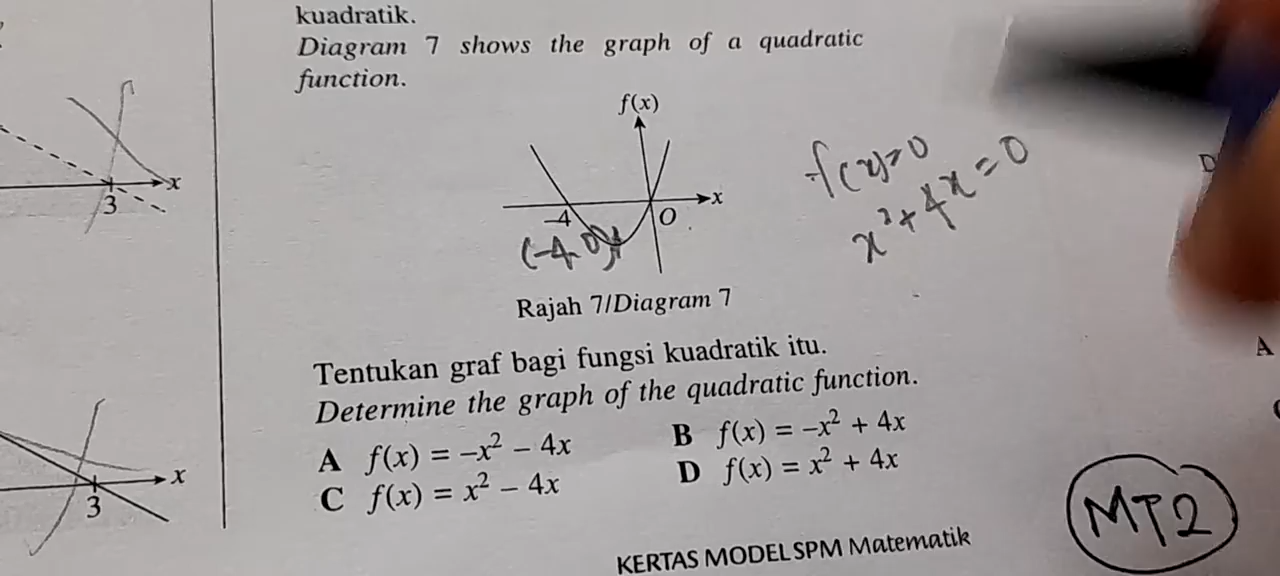 kuadratik.
Diagram 7 shows the graph of a quadratic
function.
f(x)
x
-4
O
(-4,0)
f(x)=0
x²+4x=0
Rajah 7/Diagram 7
Tentukan graf bagi fungsi kuadratik itu.
Determine the graph of the quadratic function.
A f(x) = –x² – 4x
B f(x) = –x² + 4x
C f(x) = x² – 4x
D f(x) = x² + 4x
KERTAS MODEL SPM Matematik
MT2
x
3
x
3
D
A